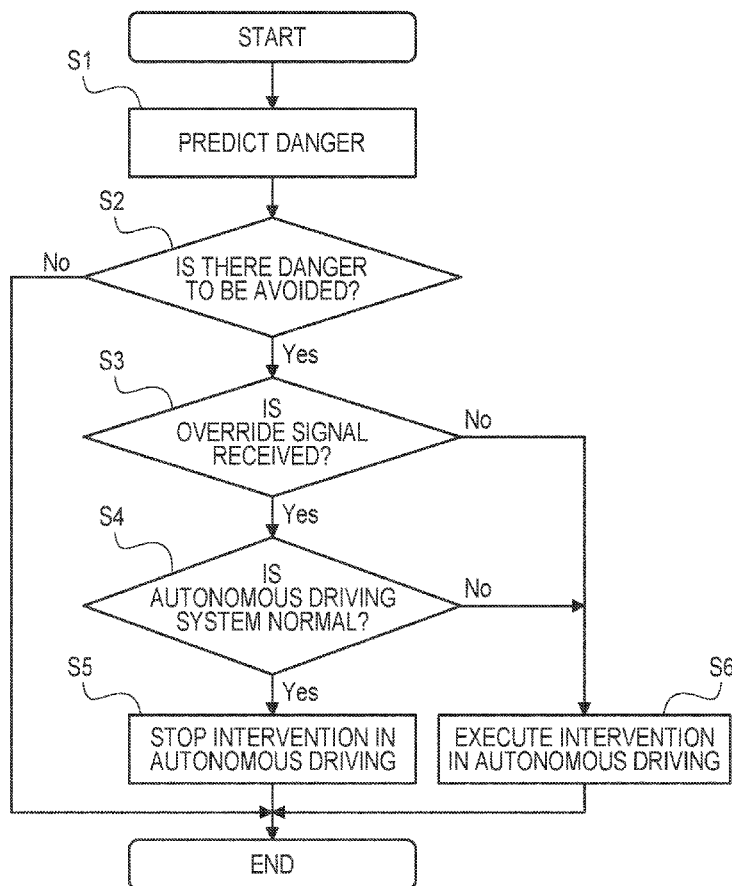 START
S1
PREDICT DANGER
S2
No
IS THERE DANGER
TO BE AVOIDED?
Yes
S3
IS
OVERRIDE SIGNAL
RECEIVED?
No
Yes
S4
IS
AUTONOMOUS DRIVING
SYSTEM NORMAL?
No
Yes
S5
STOP INTERVENTION IN
AUTONOMOUS DRIVING
S6
EXECUTE INTERVENTION
IN AUTONOMOUS DRIVING
END